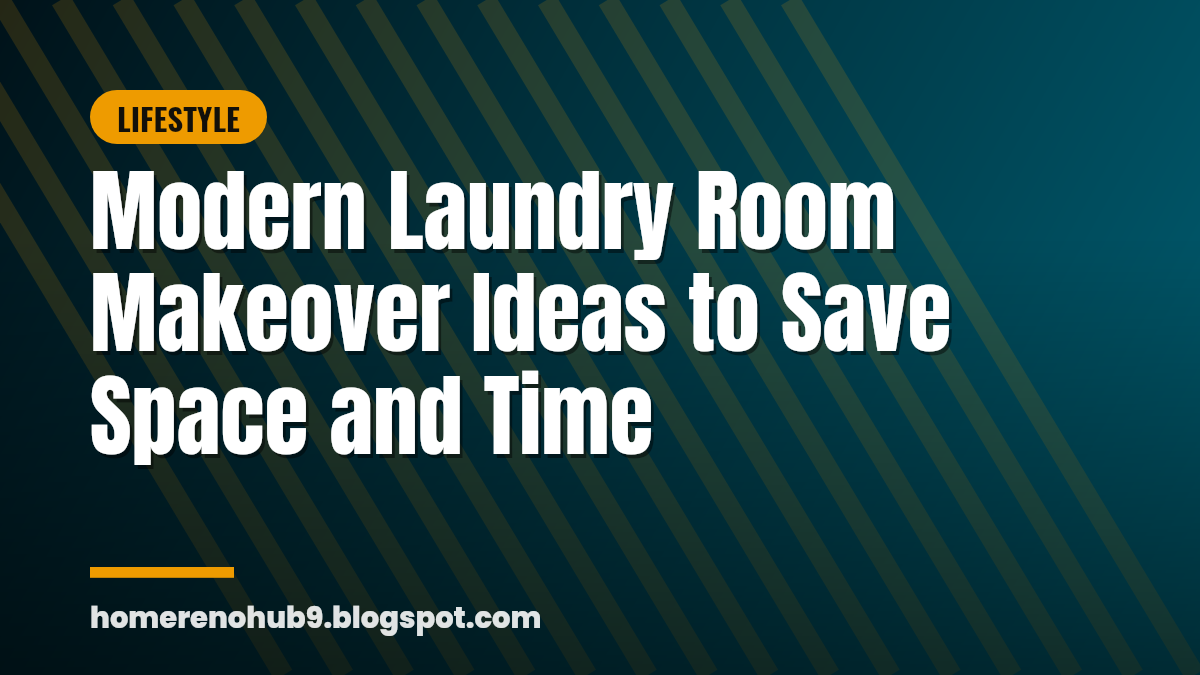 LIFESTYLE
Modern Laundry Room
Makeover Ideas to Save
Space and Time
homerenohub9.blogspot.com